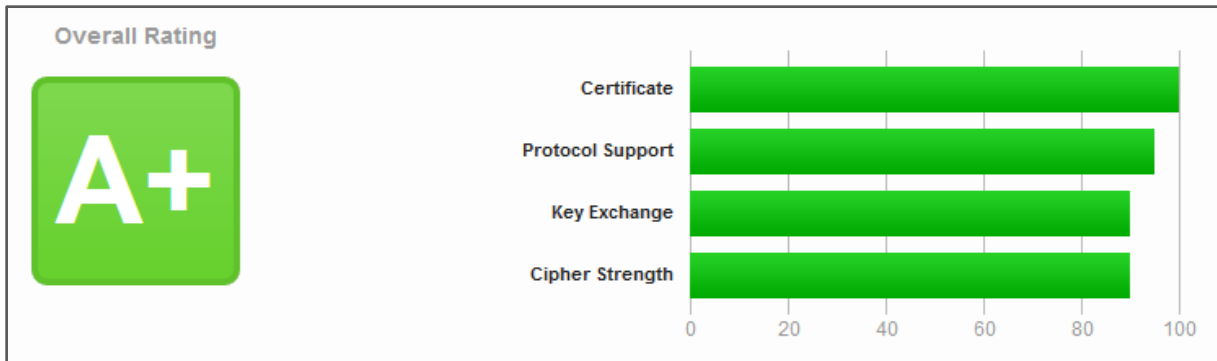 Overall Rating
A+
Certificate
Protocol Support
Key Exchange
Cipher Strength
0 20 40 60 80 100